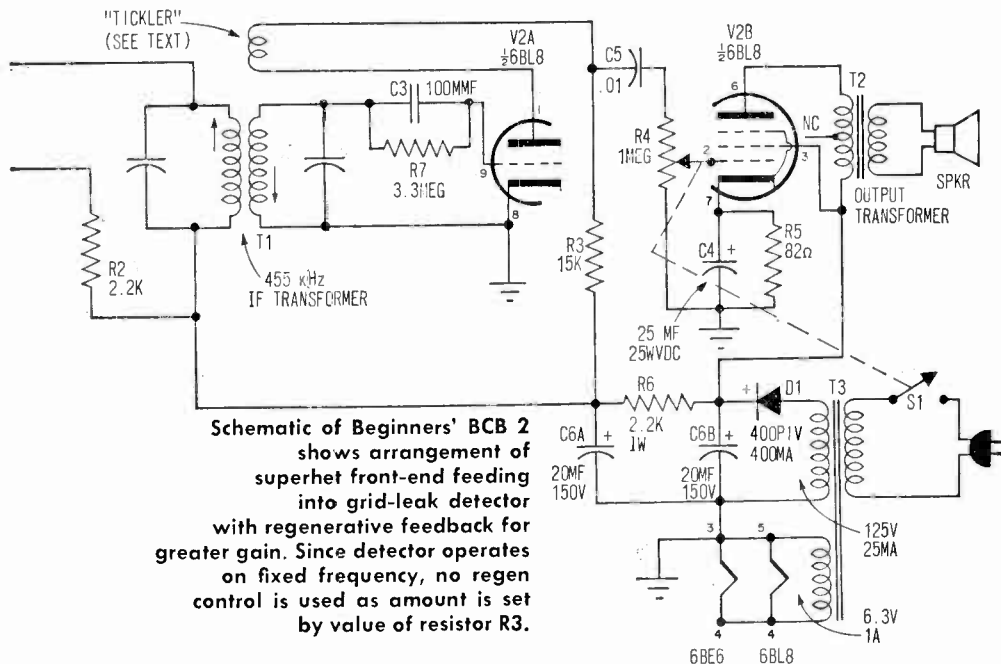 "TICKLER"
(SEE TEXT)
V2A
½6BL8
C3 100MMF
R7
3.3MEG
1
9
8
C5
.01
V2B
½6BL8
6
2
3
7
R4
1MEG
NC
T2
OUTPUT
TRANSFORMER
SPKR
R2
2.2K
T1
455 kHz
IF TRANSFORMER
R3
15K
C4 +
R5
82Ω
25 MF
25WVDC
R6
2.2K
1W
+ D1
400PIV
400MA
T3
S1
C6A +
20MF
150V
C6B +
20MF
150V
125V
25MA
3 5
4 4
6.3V
1A
6BE6 6BL8
Schematic of Beginners' BCB 2
shows arrangement of
superhet front-end feeding
into grid-leak detector
with regenerative feedback for
greater gain. Since detector operates
on fixed frequency, no regen
control is used as amount is set
by value of resistor R3.